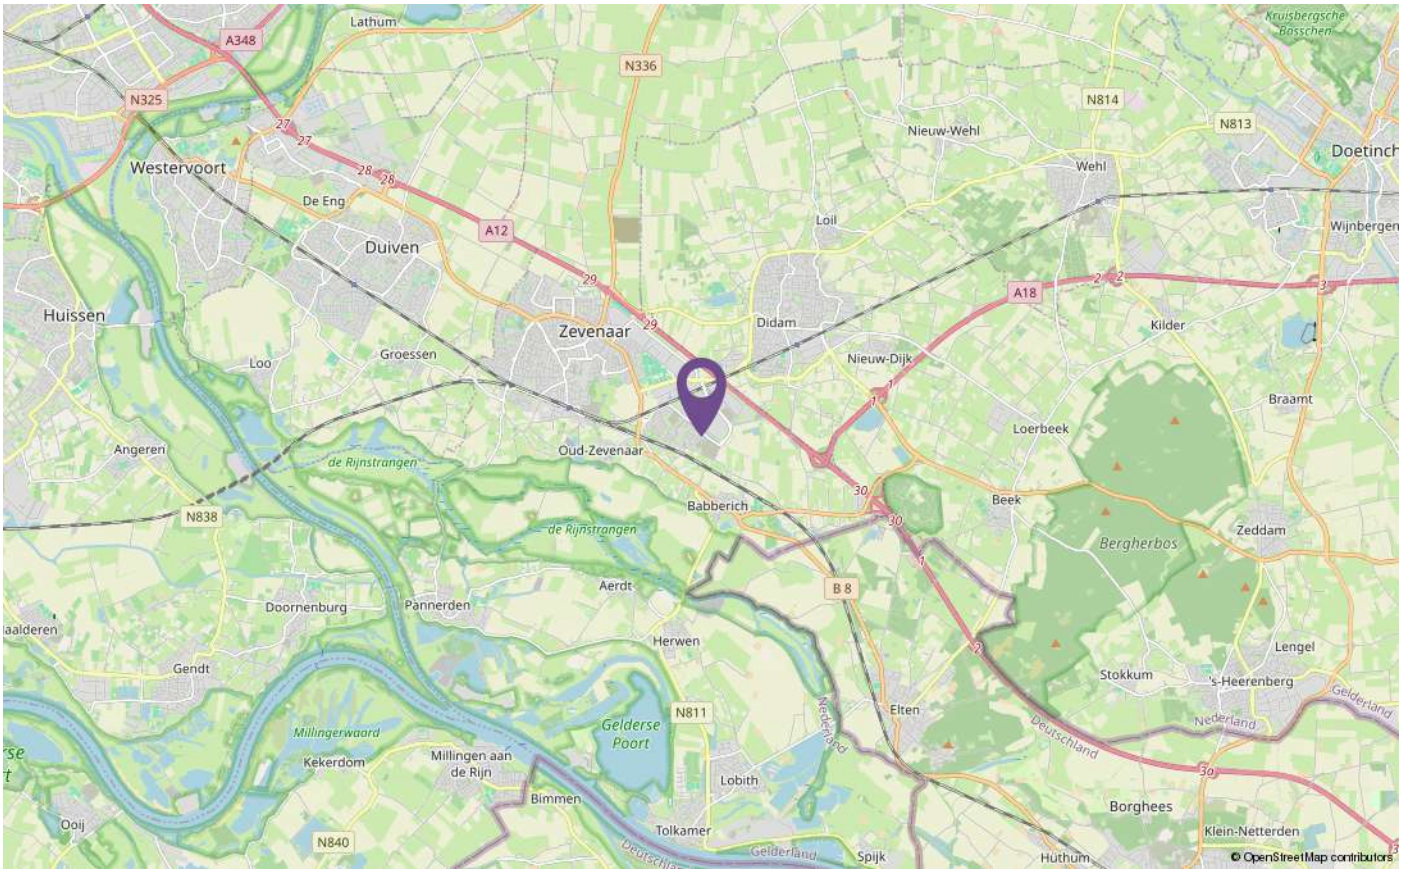 Lathum
Kruisbergsche
Bosschen
A348
N336
N325
N814
N813
27
27
Nieuw-Wehl
Doetinch
Westervoort
28
28
Wehl
De Eng
Loil
A12
Wijnbergen
Duiven
29
2
2
A18
3
Huissen
Zevenaar
29
Didam
Kilder
Loo
Groessen
Nieuw-Dijk
1
1
Braamt
Loerbeek
Angeren
Oud-Zevenaar
de Rijnstrangen
30
Beek
Babberich
N838
30
de Rijnstrangen
Zeddam
Bergherbos
1
Aerdt
B 8
Doornenburg
Pannerden
aalderen
Herwen
2
Lengel
Gendt
Stokkum
's-Heerenberg
Gelderland
N811
Elten
Nederland
Nederland
Deutschland
Gelderse
Poort
Millingerwaard
rse
t
Kekerdom
Millingen aan
de Rijn
Lobith
3a
Bimmen
Borghees
Ooij
Tolkamer
Klein-Netterden
N840
Deutschlan
Gelderland
Spijk
Hüthum
3
© OpenStreetMap contributors